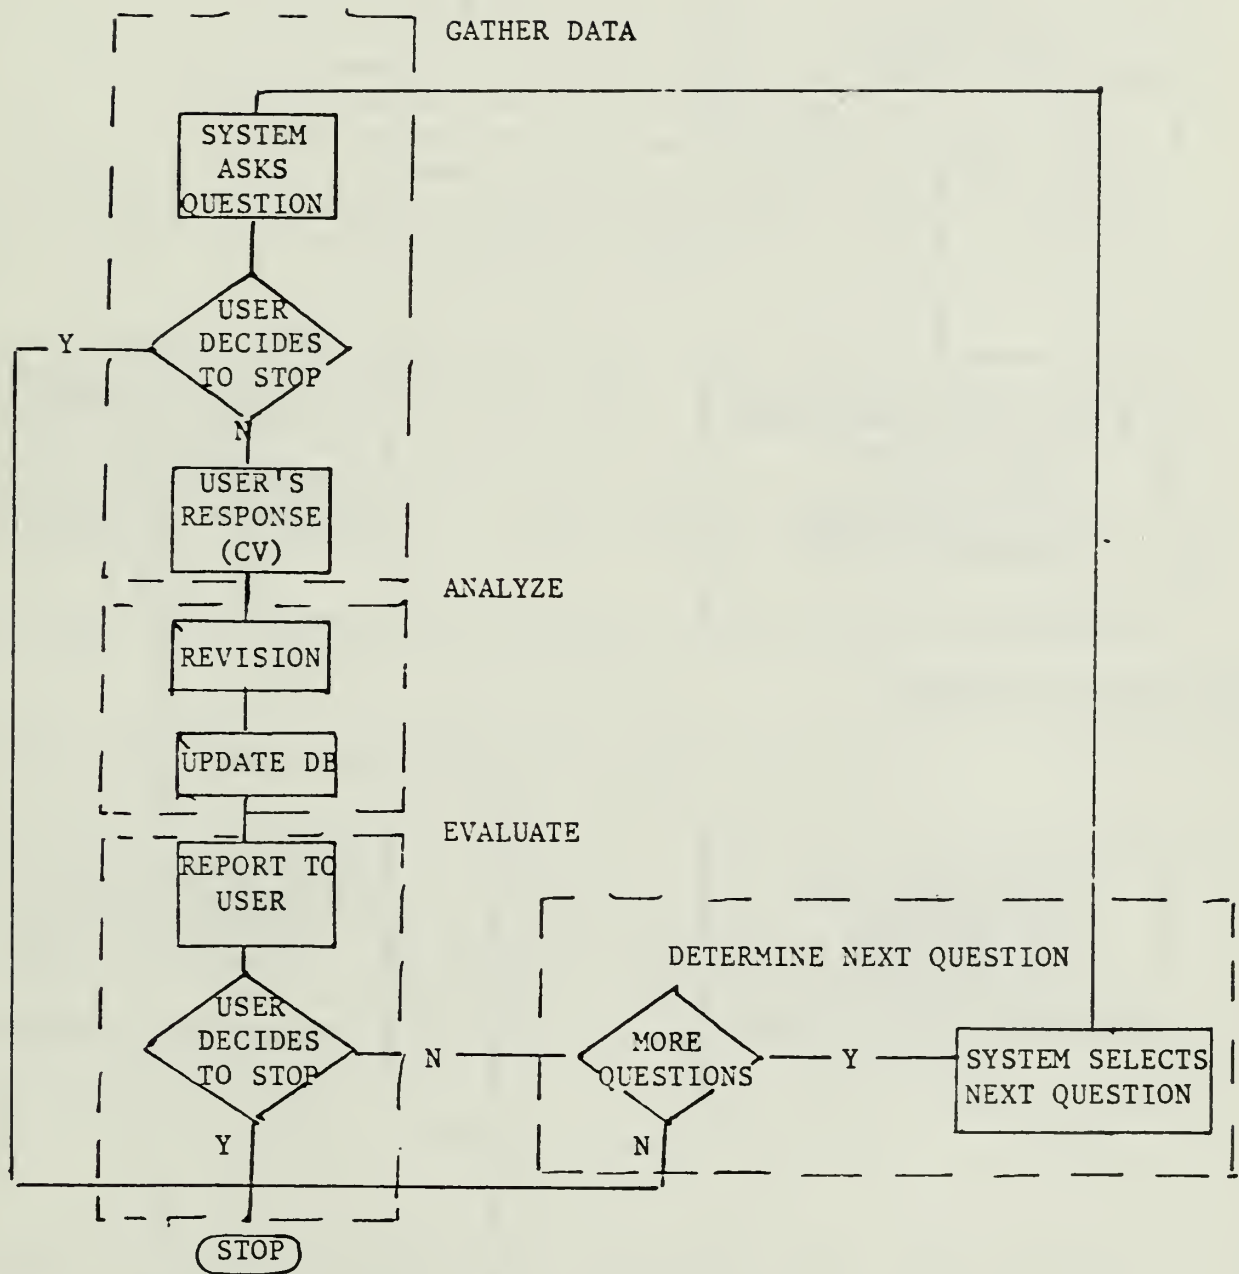 GATHER DATA
SYSTEM
ASKS
QUESTION
USER
DECIDES
TO STOP
Y
N
USER'S
RESPONSE
(CV)
ANALYZE
REVISION
UPDATE DB
EVALUATE
REPORT TO
USER
DETERMINE NEXT QUESTION
USER
DECIDES
TO STOP
N
MORE
QUESTIONS
Y
SYSTEM SELECTS
NEXT QUESTION
Y
N
STOP